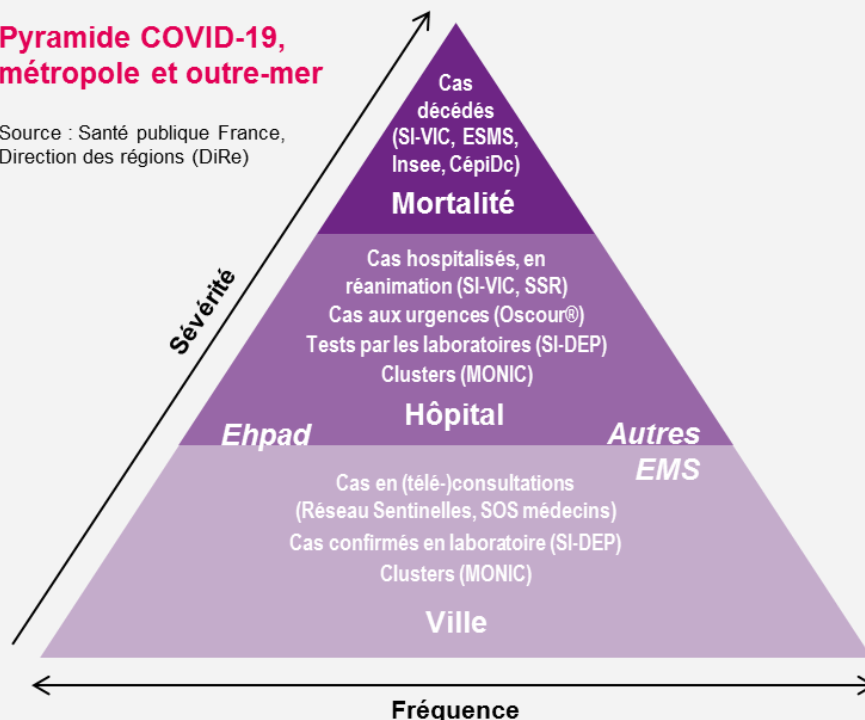 Pyramide COVID-19,
métropole et outre-mer
Source : Santé publique France,
Direction des régions (DiRe)
Cas
décédés
(SI-VIC, ESMS,
Insee, CépiDc)
Mortalité
Sévérité
Cas hospitalisés, en
réanimation (SI-VIC, SSR)
Cas aux urgences (Oscour®)
Tests par les laboratoires (SI-DEP)
Clusters (MONIC)
Hôpital
Ehpad
Autres
EMS
Cas en (télé-)consultations
(Réseau Sentinelles, SOS médecins)
Cas confirmés en laboratoire (SI-DEP)
Clusters (MONIC)
Ville
Fréquence